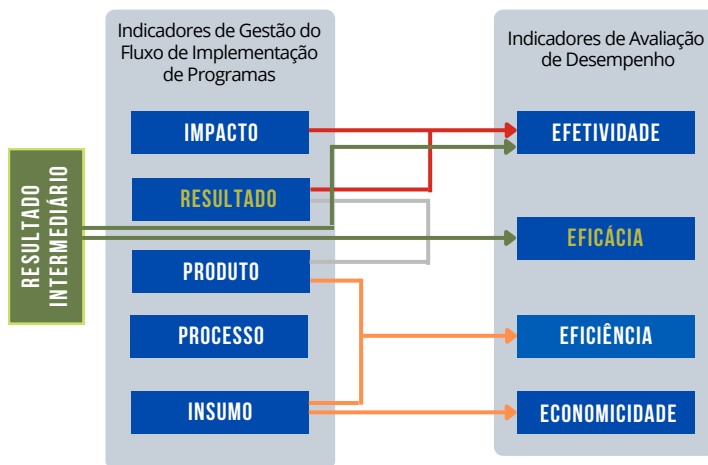 Indicadores de Gestão do
Fluxo de Implementação
de Programas
Indicadores de Avaliação
de Desempenho
RESULTADO
INTERMEDIÁRIO
IMPACTO
RESULTADO
PRODUTO
PROCESSO
INSUMO
EFETIVIDADE
EFICÁCIA
EFICIÊNCIA
ECONOMICIDADE